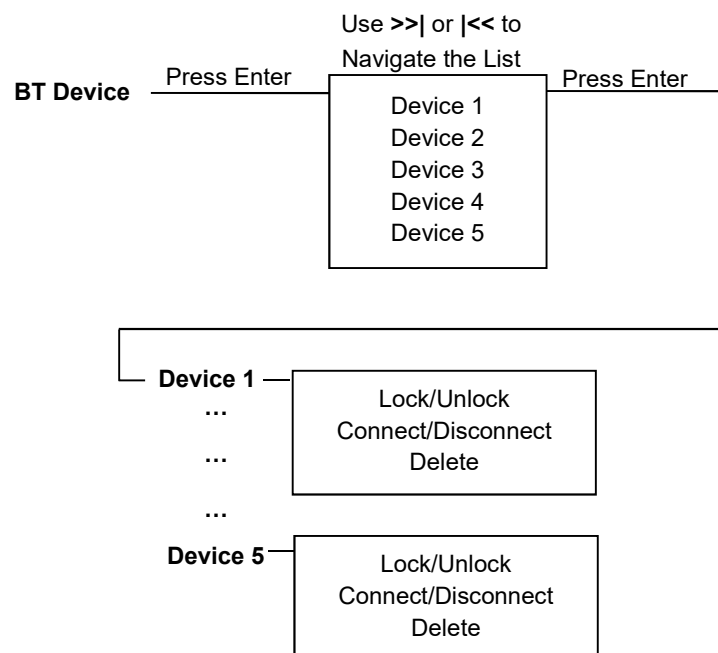 Use >>| or |<< to
Navigate the List
BT Device
Press Enter
Press Enter
Device 1
Device 2
Device 3
Device 4
Device 5
Device 1
Lock/Unlock
Connect/Disconnect
Delete
...
...
...
Device 5
Lock/Unlock
Connect/Disconnect
Delete